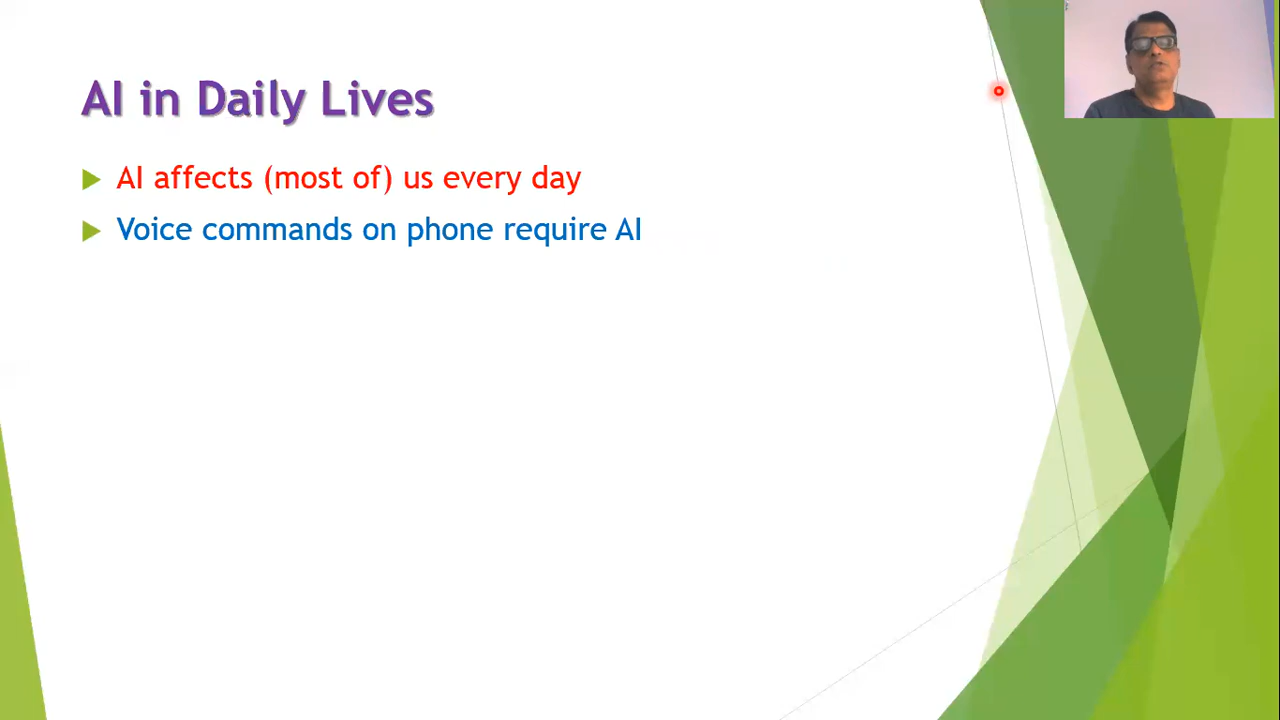 AI in Daily Lives
AI affects (most of) us every day
Voice commands on phone require AI